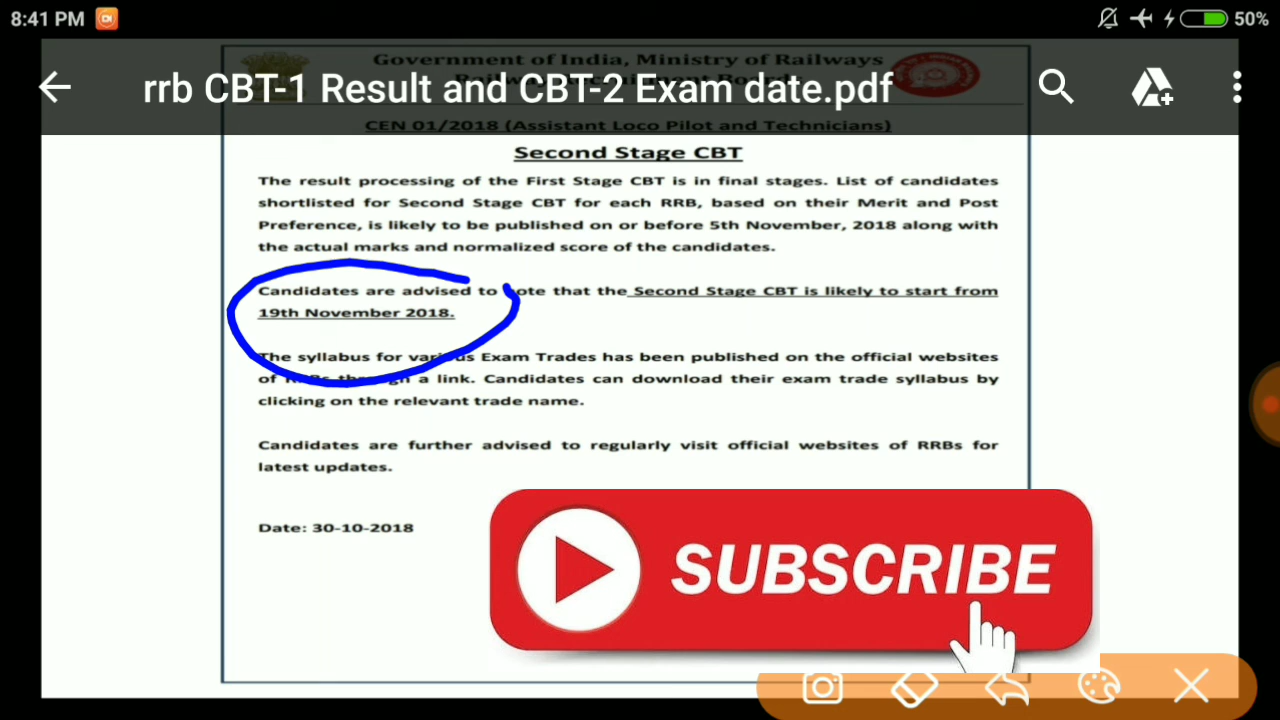 8:41 PM
50%
Government of India, Ministry of Railways
rrb CBT-1 Result and CBT-2 Exam date.pdf
CEN 01/2018 (Assistant Loco Pilot and Technicians)
Second Stage CBT
The result processing of the First Stage CBT is in final stages. List of candidates
shortlisted for Second Stage CBT for each RRB, based on their Merit and Post
Preference, is likely to be published on or before 5th November, 2018 along with
the actual marks and normalized score of the candidates.
Candidates are advised to note that the Second Stage CBT is likely to start from
19th November 2018.
The syllabus for various Exam Trades has been published on the official websites
of RRBs through a link. Candidates can download their exam trade syllabus by
clicking on the relevant trade name.
Candidates are further advised to regularly visit official websites of RRBs for
latest updates.
Date: 30-10-2018
SUBSCRIBE